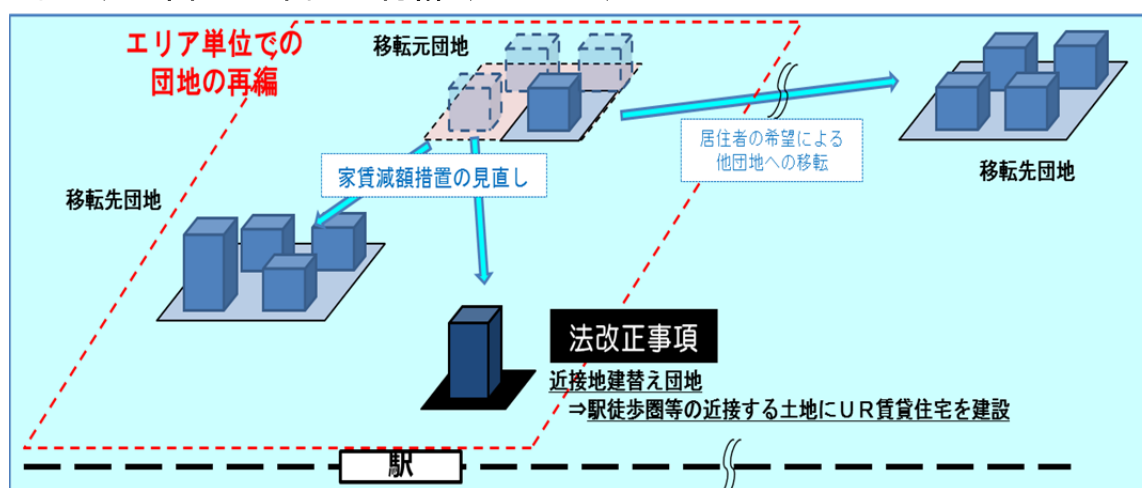 エリア単位での
団地の再編
移転元団地
居住者の希望による
他団地への移転
移転先団地
家賃減額措置の見直し
移転先団地
法改正事項
近接地建替え団地
⇒駅徒歩圏等の近接する土地にＵＲ賃貸住宅を建設
駅